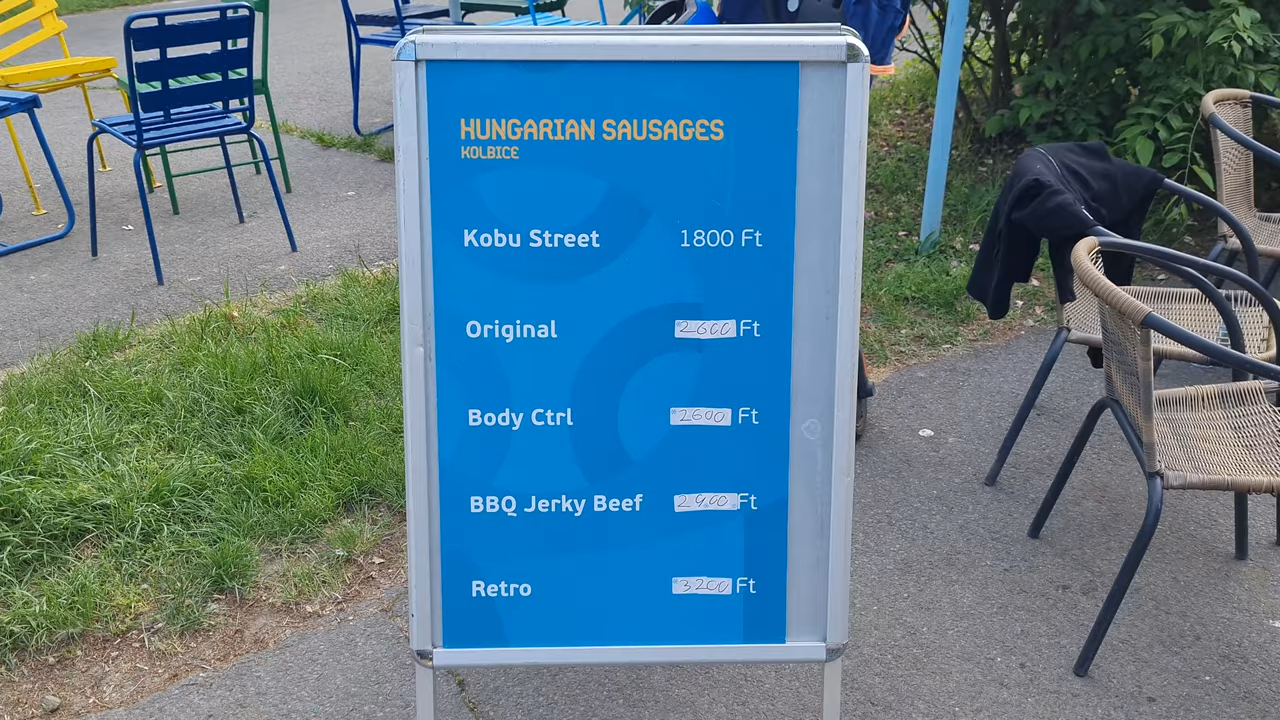 HUNGARIAN SAUSAGES
KOLBICE
Kobu Street 1800 Ft
Original 2600 Ft
Body Ctrl 2600 Ft
BBQ Jerky Beef 2900 Ft
Retro 3200 Ft